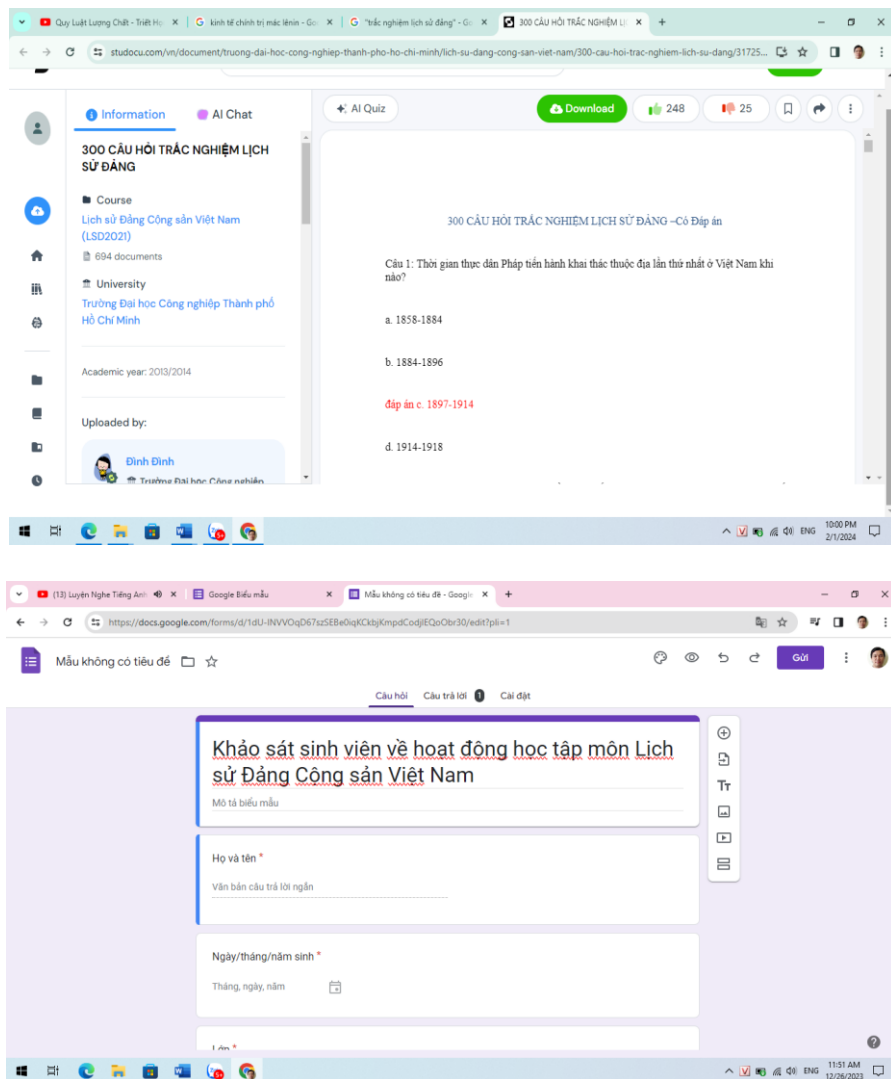 Quy Luật Lượng Chất - Triết Họ
kinh tế chính trị mác lênin - Go
"trắc nghiệm lịch sử đảng" - Go
300 CÂU HỎI TRẮC NGHIỆM LỊ
studocu.com/vn/document/truong-dai-hoc-cong-nghiep-thanh-pho-ho-chi-minh/lich-su-dang-cong-san-viet-nam/300-cau-hoi-trac-nghiem-lich-su-dang/31725...
Information
AI Chat
300 CÂU HỎI TRẮC NGHIỆM LỊCH
SỬ ĐẢNG
Course
Lịch sử Đảng Cộng sản Việt Nam
(LSD2021)
694 documents
University
Trường Đại học Công nghiệp Thành phố
Hồ Chí Minh
Academic year: 2013/2014
Uploaded by:
Đình Đình
Trường Đại học Công nghiệp
AI Quiz
Download
248
25
300 CÂU HỎI TRẮC NGHIỆM LỊCH SỬ ĐẢNG –Có Đáp án
Câu 1: Thời gian thực dân Pháp tiến hành khai thác thuộc địa lần thứ nhất ở Việt Nam khi
nào?
a. 1858-1884
b. 1884-1896
đáp án c. 1897-1914
d. 1914-1918
ENG
10:00 PM
2/1/2024
(13) Luyện Nghe Tiếng Anh
Google Biểu mẫu
Mẫu không có tiêu đề - Google
Mẫu không có tiêu đề
Gửi
Câu hỏi
Câu trả lời 1
Cài đặt
Khảo sát sinh viên về hoạt động học tập môn Lịch
sử Đảng Cộng sản Việt Nam
Mô tả biểu mẫu
Họ và tên *
Văn bản câu trả lời ngắn
Ngày/tháng/năm sinh *
Tháng, ngày, năm
Lớp *
ENG
11:51 AM
12/26/2023